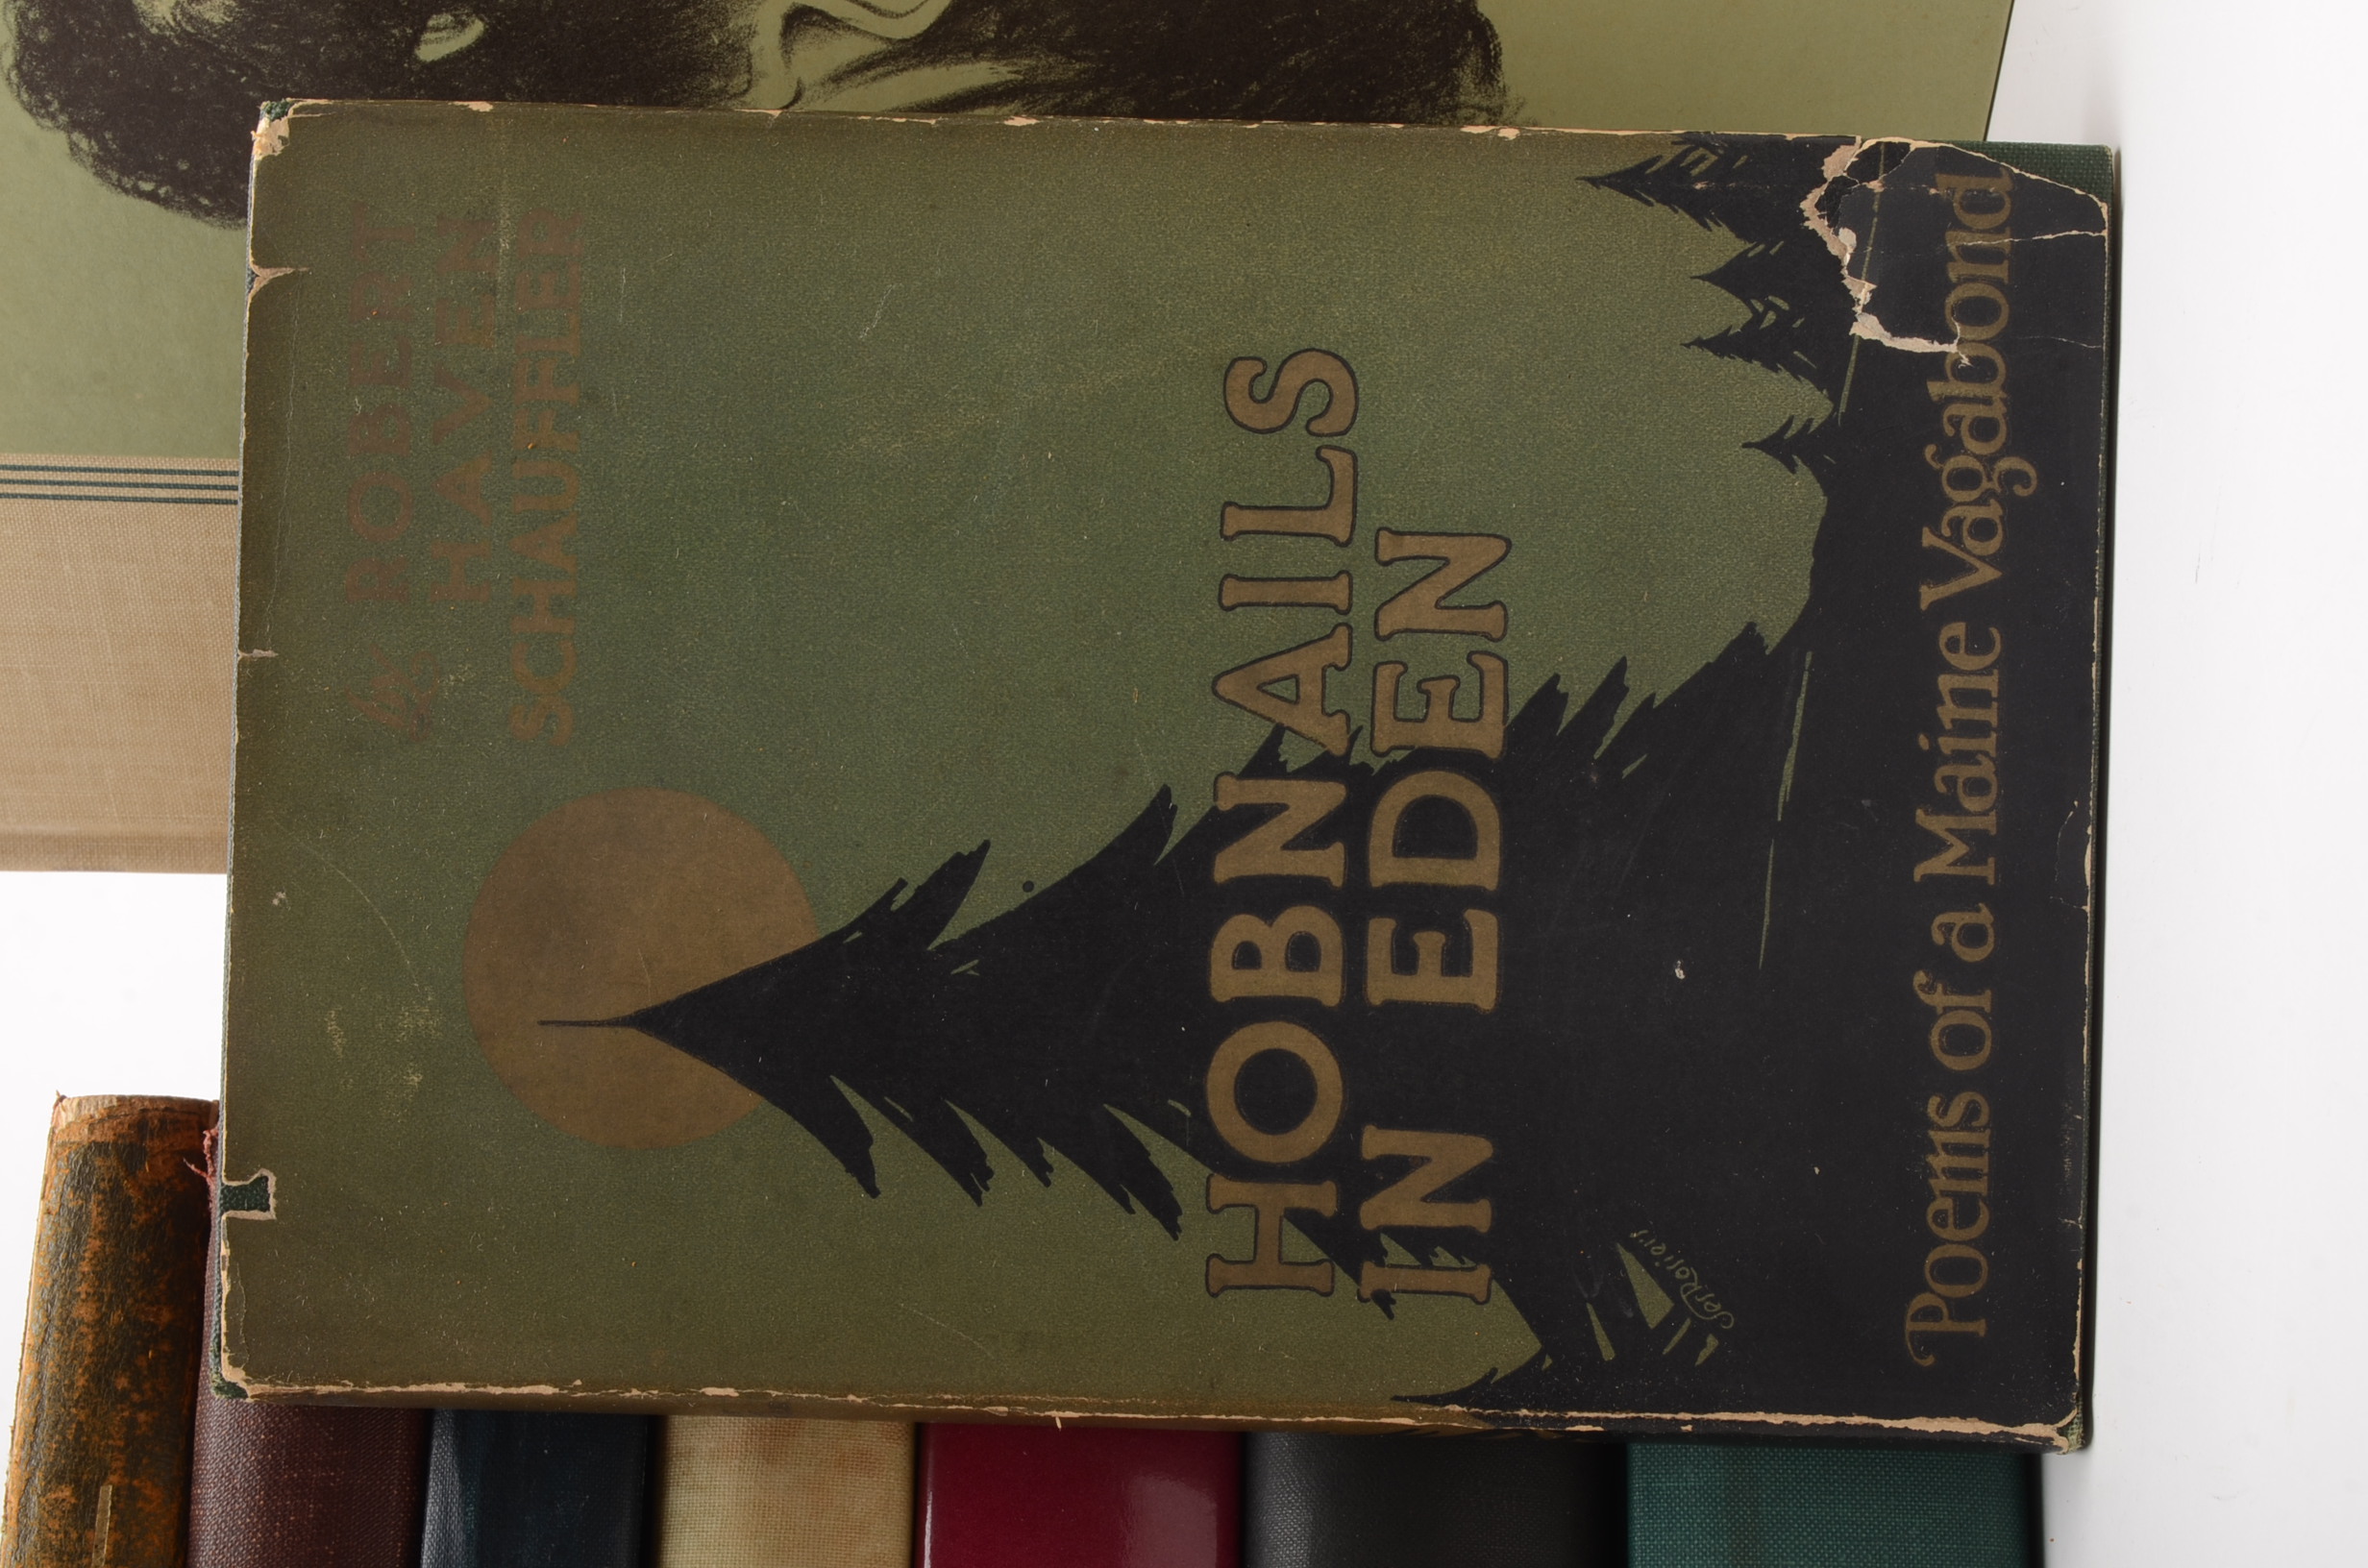 by ROBERT
HAVEN
SCHAUFFLER
HOBNAILS
IN EDEN
Poems of a Maine Vagabond